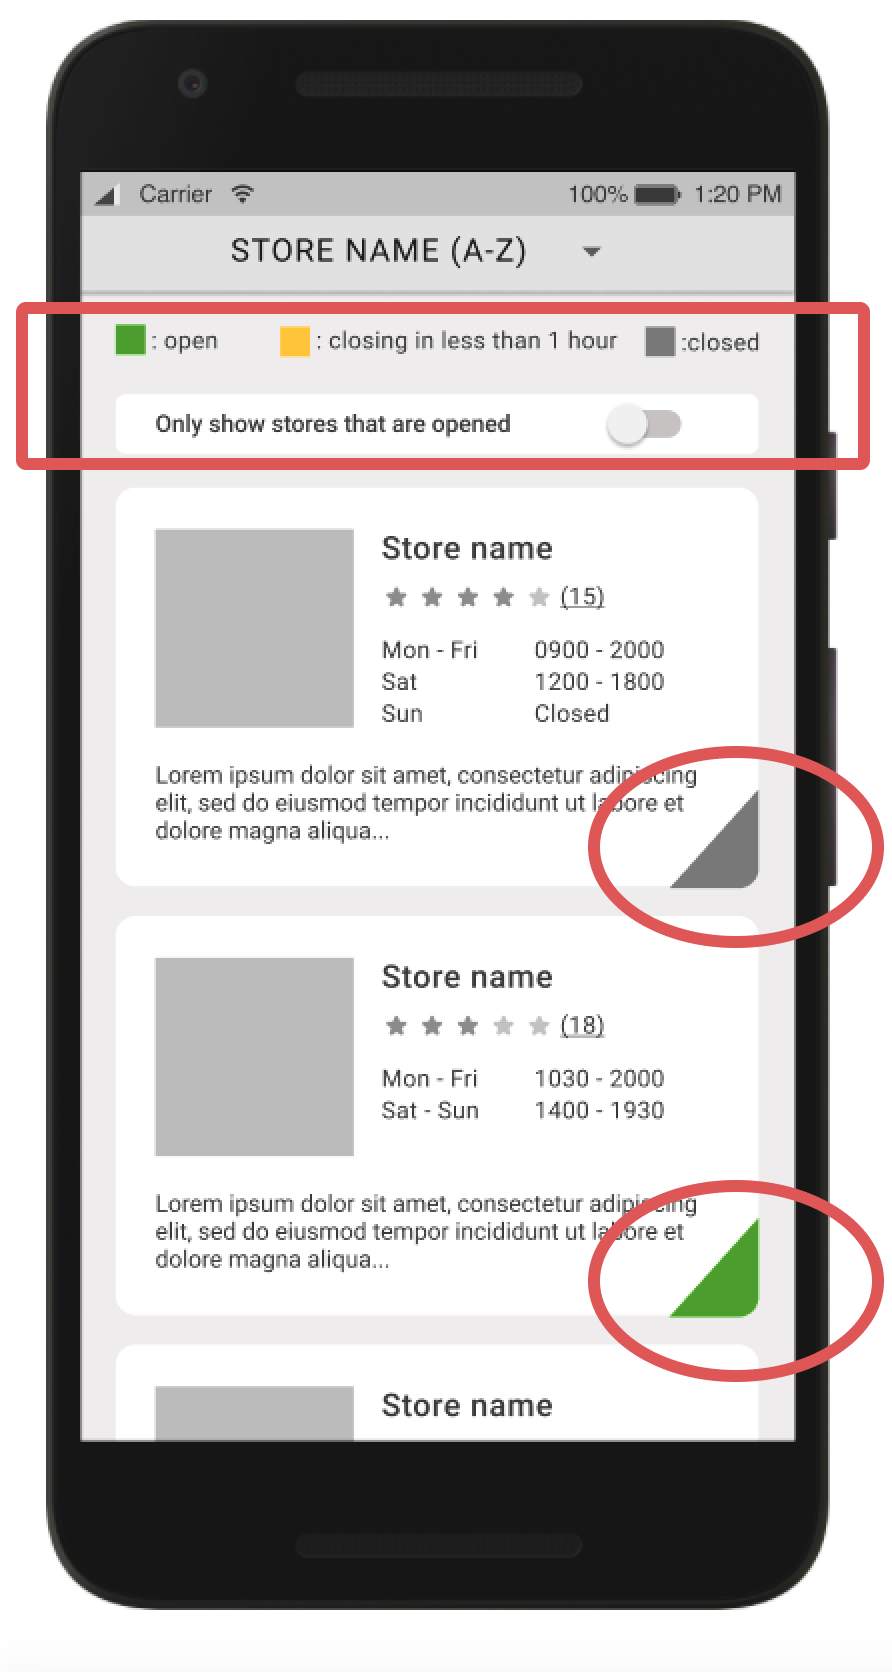 Carrier 100% 1:20 PM
STORE NAME (A-Z)
: open : closing in less than 1 hour :closed
Only show stores that are opened
Store name
(15)
Mon - Fri 0900 - 2000
Sat 1200 - 1800
Sun Closed
Lorem ipsum dolor sit amet, consectetur adipiscing
elit, sed do eiusmod tempor incididunt ut labore et
dolore magna aliqua...
Store name
(18)
Mon - Fri 1030 - 2000
Sat - Sun 1400 - 1930
Lorem ipsum dolor sit amet, consectetur adipiscing
elit, sed do eiusmod tempor incididunt ut labore et
dolore magna aliqua...
Store name